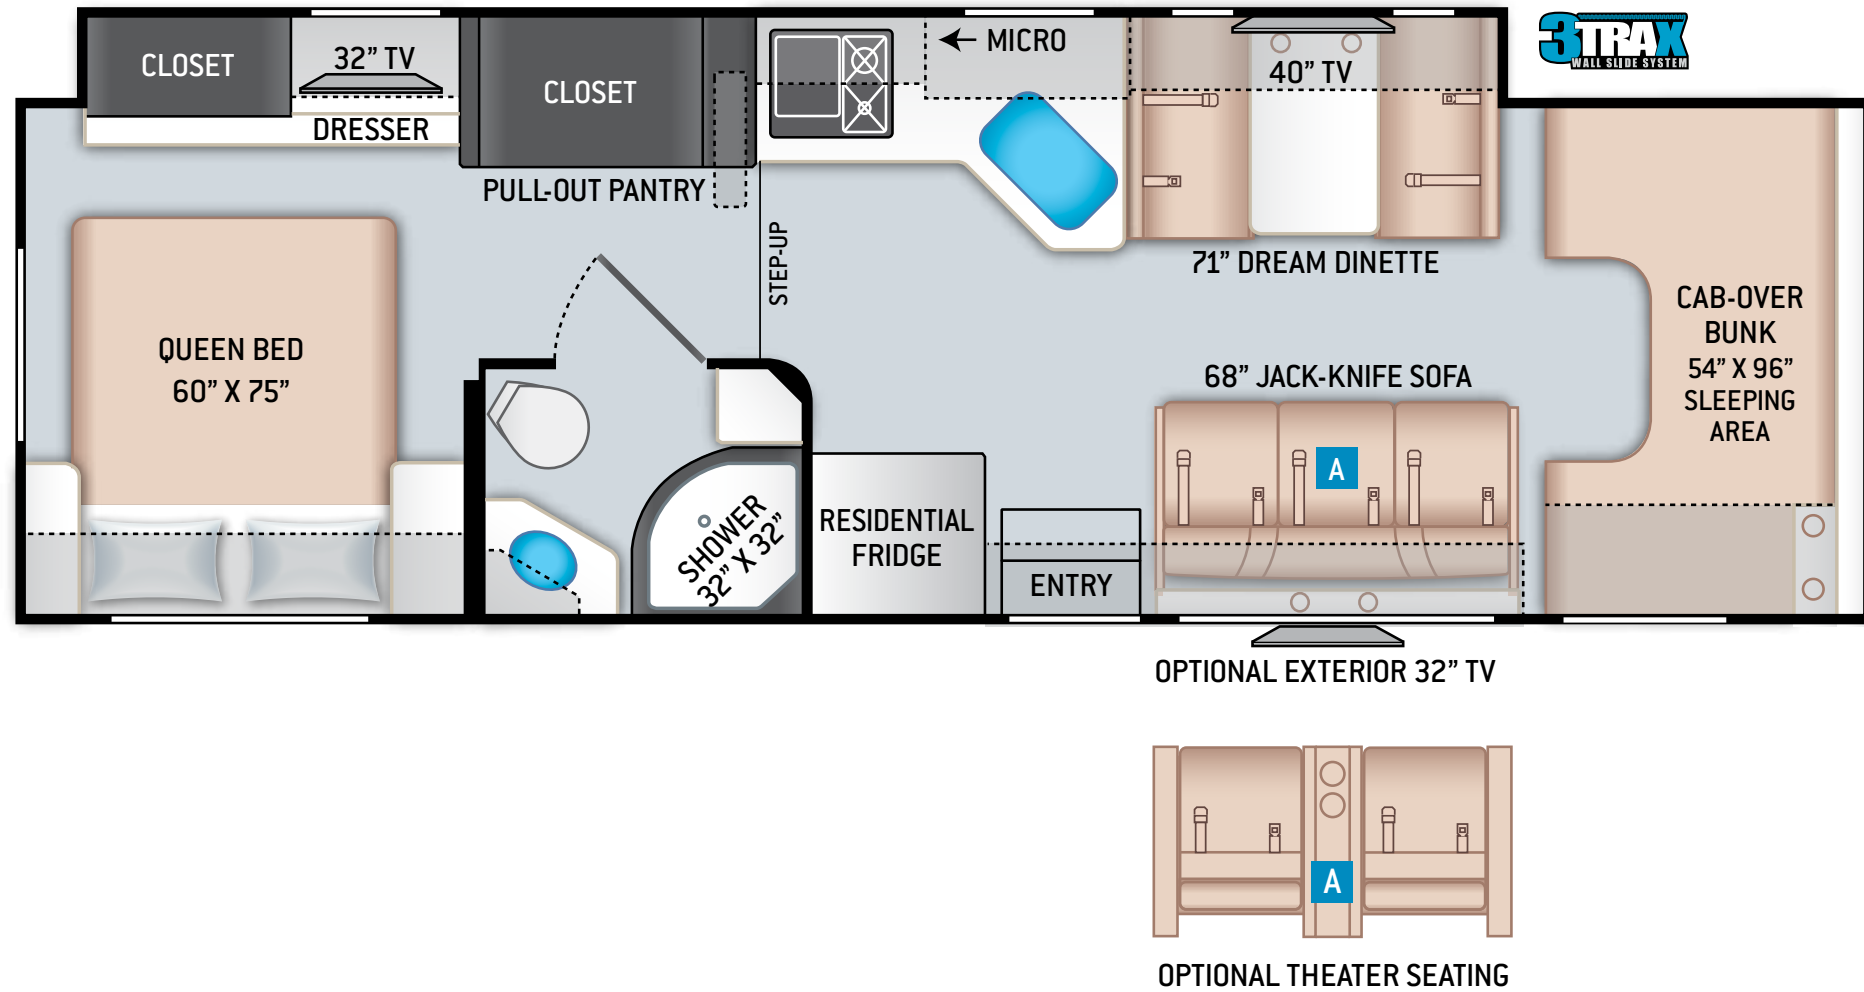 CLOSET
32” TV
DRESSER
CLOSET
PULL-OUT PANTRY
MICRO
40” TV
3TRAX
WALL SLIDE SYSTEM
STEP-UP
71” DREAM DINETTE
QUEEN BED
60” X 75”
CAB-OVER
BUNK
54” X 96”
SLEEPING
AREA
68” JACK-KNIFE SOFA
A
SHOWER
32” X 32”
RESIDENTIAL
FRIDGE
ENTRY
OPTIONAL EXTERIOR 32” TV
A
OPTIONAL THEATER SEATING